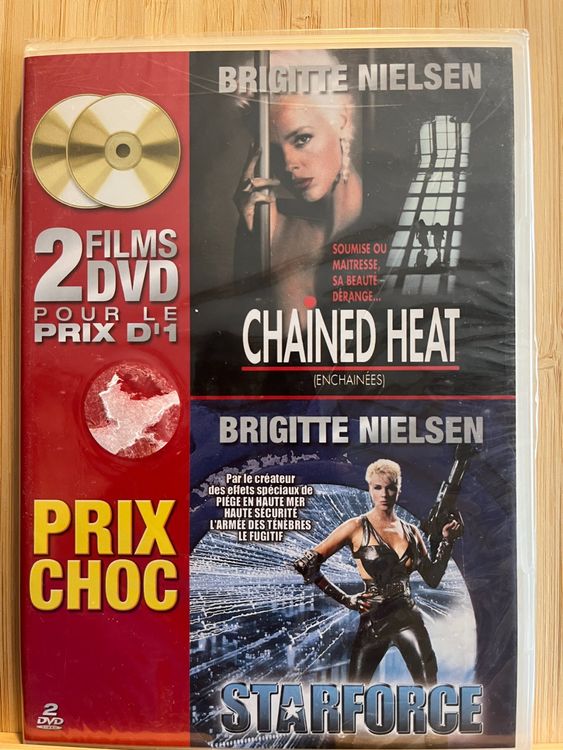 2 FILMS
DVD
POUR LE
PRIX D'1
PRIX
CHOC
2
DVD
VIDEO
BRIGITTE NIELSEN
SOUMISE OU
MAITRESSE,
SA BEAUTE
DÉRANGE...
CHAINED HEAT
(ENCHAINÉES)
BRIGITTE NIELSEN
Par le créateur
des effets spéciaux de
PIÈGE EN HAUTE MER
HAUTE SÉCURITÉ
L'ARMÉE DES TÉNÈBRES
LE FUGITIF
STARFORCE